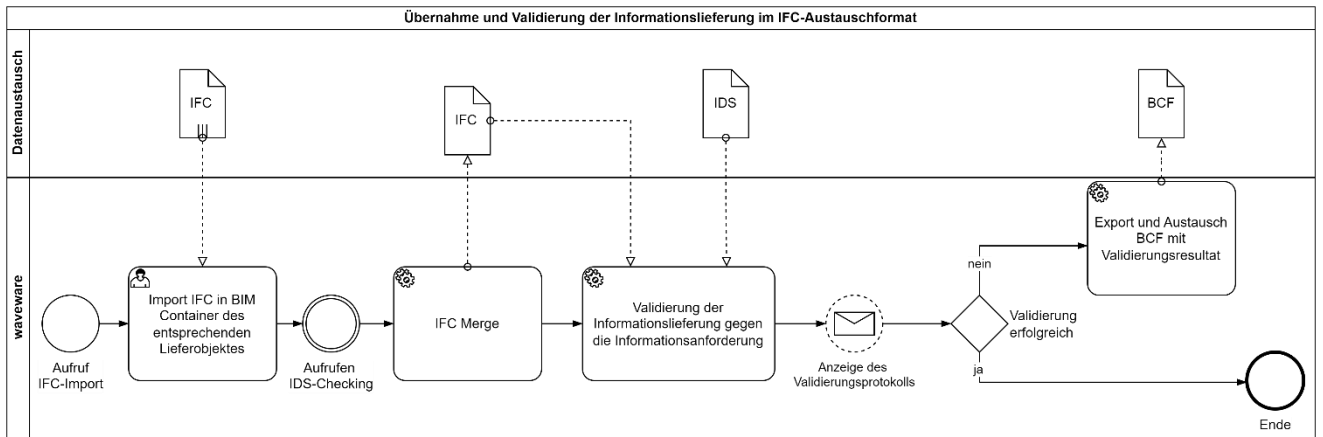 Übernahme und Validierung der Informationslieferung im IFC-Austauschformat
Datenaustausch
IFC
IFC
IDS
BCF
waveware
Aufruf
IFC-Import
Import IFC in BIM
Container des
entsprechenden
Lieferobjektes
Aufrufen
IDS-Checking
IFC Merge
Validierung der
Informationslieferung gegen
die Informationsanforderung
Anzeige des
Validierungsprotokolls
nein
Validierung
erfolgreich
ja
Export und Austausch
BCF mit
Validierungsresultat
Ende